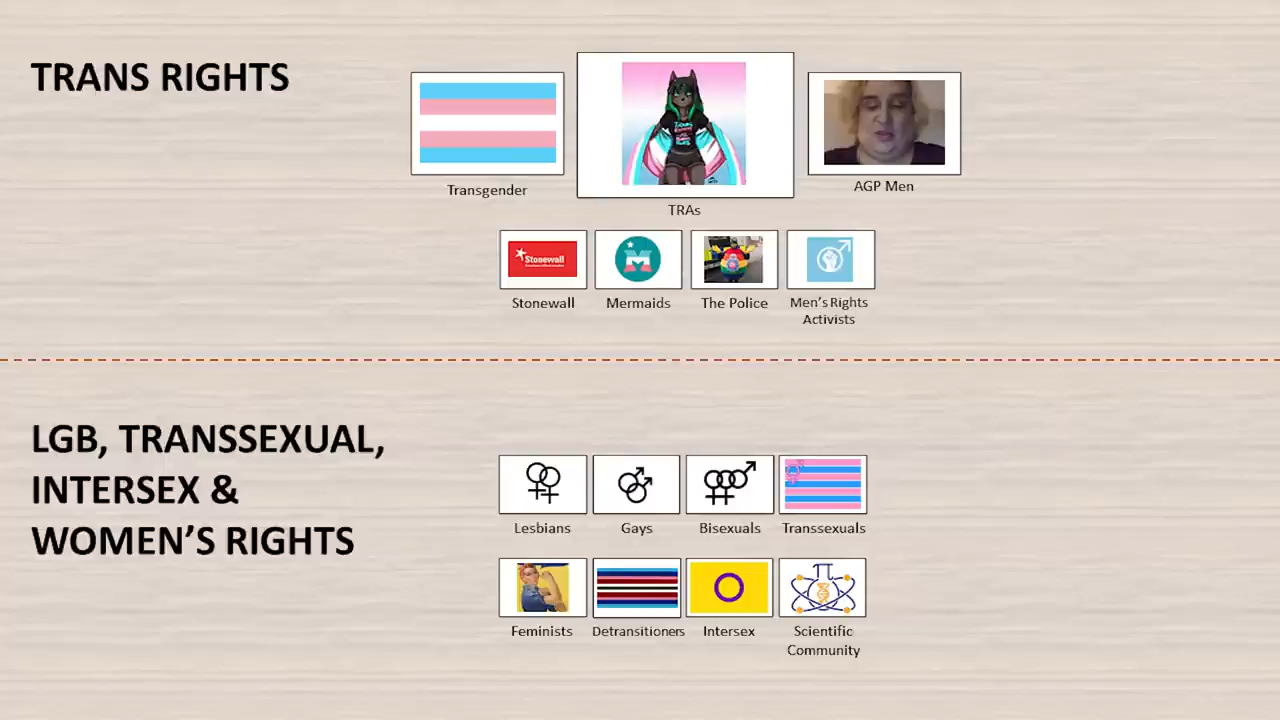 TRANS RIGHTS
Transgender
TRAs
AGP Men
Stonewall
Stonewall
Mermaids
The Police
Men's Rights
Activists
LGB, TRANSSEXUAL,
INTERSEX &
WOMEN'S RIGHTS
Lesbians
Gays
Bisexuals
Transsexuals
Feminists
Detransitioners
Intersex
Scientific
Community